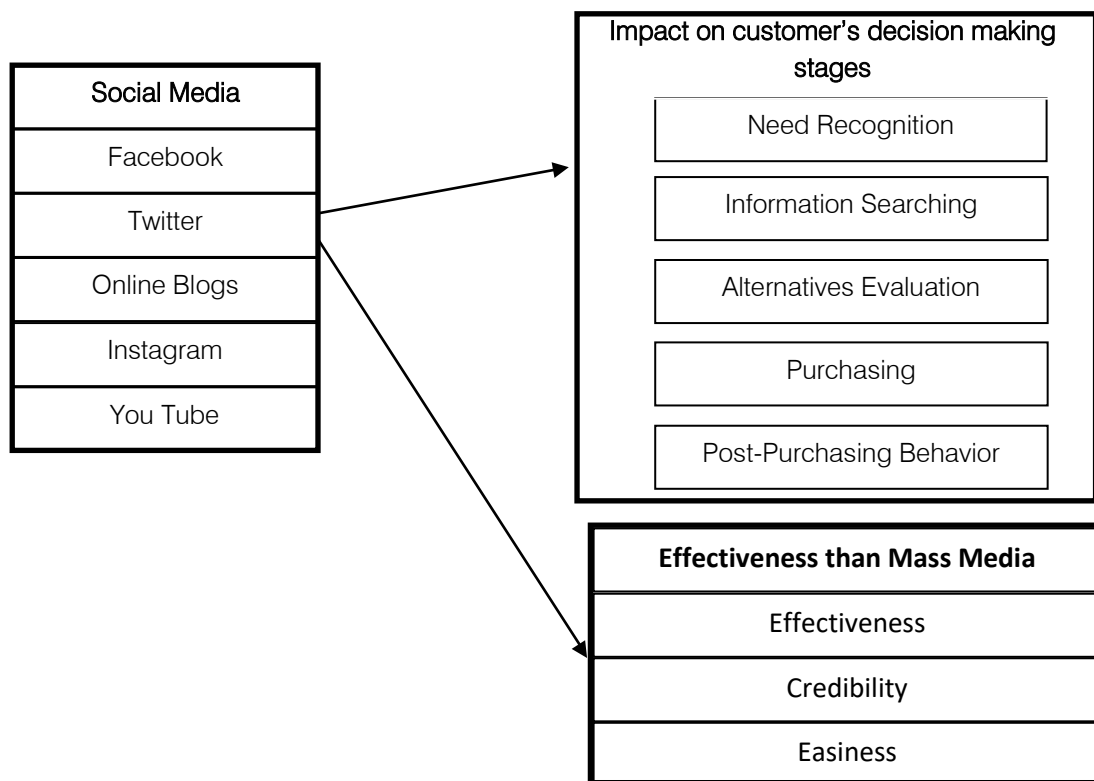 Social Media
Facebook
Twitter
Online Blogs
Instagram
You Tube
Impact on customer’s decision making
stages
Need Recognition
Information Searching
Alternatives Evaluation
Purchasing
Post-Purchasing Behavior
Effectiveness than Mass Media
Effectiveness
Credibility
Easiness